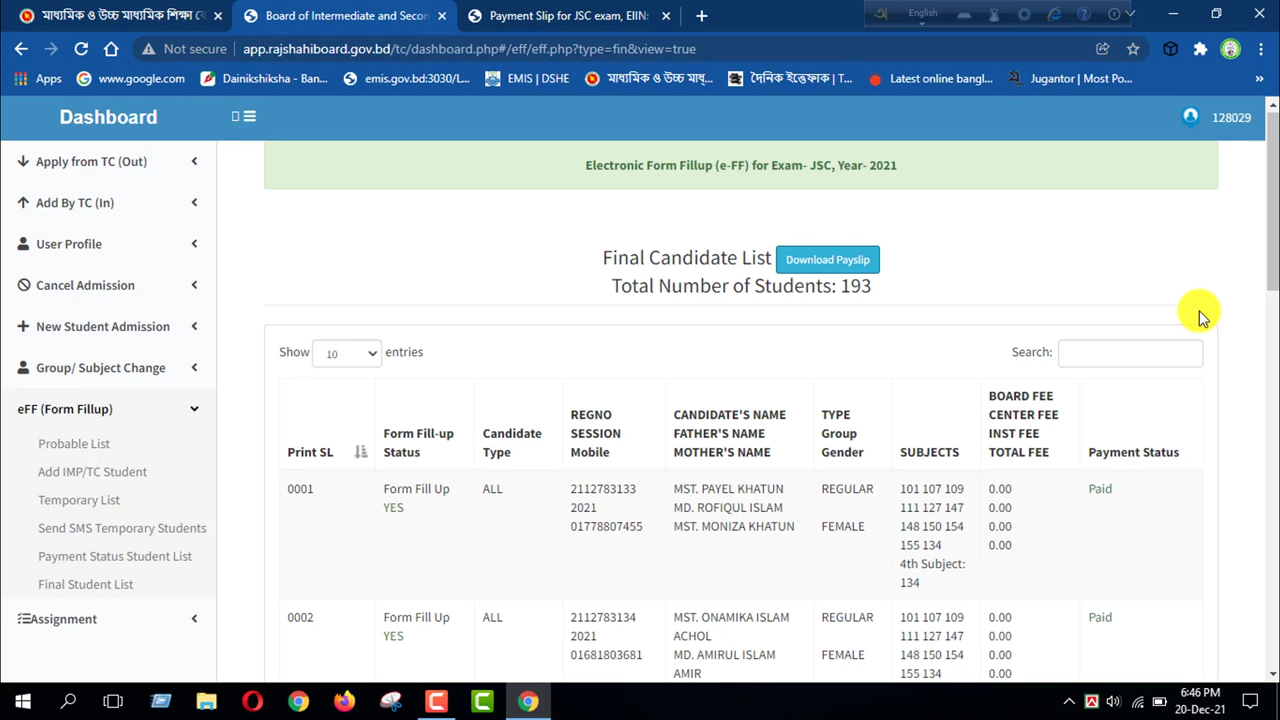 মাধ্যমিক ও উচ্চ মাধ্যমিক শিক্ষা বো
Board of Intermediate and Secon
Payment Slip for JSC exam, EIIN:
English
Not secure
app.rajshahiboard.gov.bd/tc/dashboard.php#/eff/eff.php?type=fin&view=true
Apps
www.google.com
Dainikshiksha - Ban...
emis.gov.bd:3030/L...
EMIS | DSHE
মাধ্যমিক ও উচ্চ মাধ্য...
দৈনিক ইত্তেফাক | T...
Latest online bangl...
Jugantor | Most Po...
Dashboard
128029
Apply from TC (Out)
Add By TC (In)
User Profile
Cancel Admission
New Student Admission
Group/ Subject Change
eFF (Form Fillup)
Probable List
Add IMP/TC Student
Temporary List
Send SMS Temporary Students
Payment Status Student List
Final Student List
Assignment
Electronic Form Fillup (e-FF) for Exam- JSC, Year- 2021
Final Candidate List Download Payslip
Total Number of Students: 193
Show 10 entries
Search:
Print SL
Form Fill-up Status
Candidate Type
REGNO SESSION Mobile
CANDIDATE'S NAME FATHER'S NAME MOTHER'S NAME
TYPE Group Gender
SUBJECTS
BOARD FEE CENTER FEE INST FEE TOTAL FEE
Payment Status
0001
Form Fill Up
YES
ALL
2112783133
2021
01778807455
MST. PAYEL KHATUN
MD. ROFIQUL ISLAM
MST. MONIZA KHATUN
REGULAR
FEMALE
101 107 109
111 127 147
148 150 154
155 134
4th Subject:
134
0.00
0.00
0.00
0.00
Paid
0002
Form Fill Up
YES
ALL
2112783134
2021
01681803681
MST. ONAMIKA ISLAM
ACHOL
MD. AMIRUL ISLAM
AMIR
REGULAR
FEMALE
101 107 109
111 127 147
148 150 154
155 134
0.00
0.00
0.00
0.00
Paid
6:46 PM
20-Dec-21